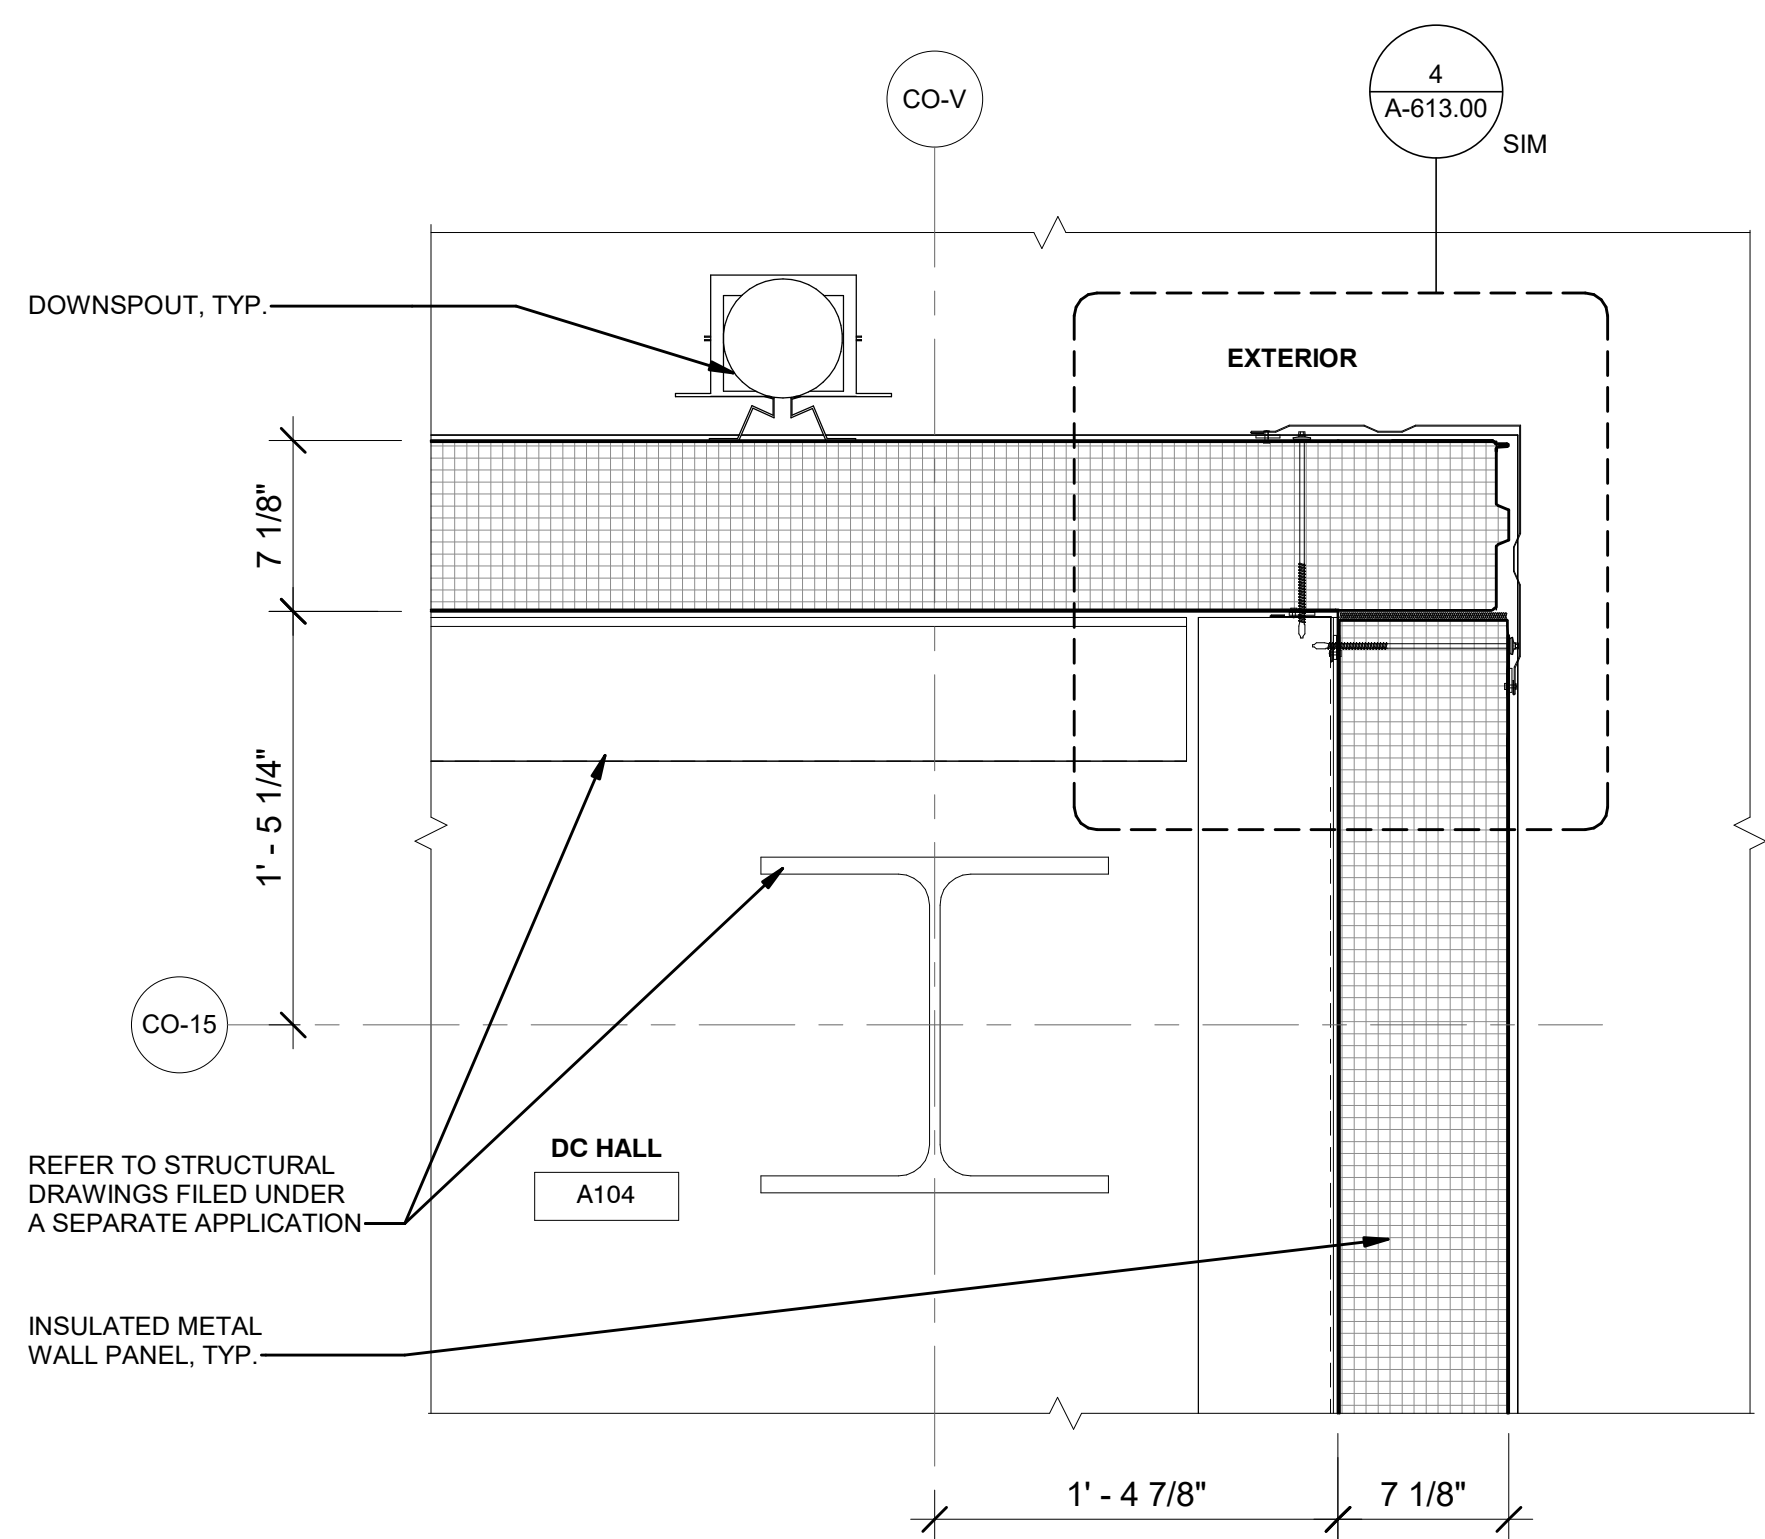 CO-V
4
A-613.00
SIM
DOWNSPOUT, TYP.
EXTERIOR
7 1/8"
1' - 5 1/4"
CO-15
DC HALL
A104
REFER TO STRUCTURAL
DRAWINGS FILED UNDER
A SEPARATE APPLICATION
INSULATED METAL
WALL PANEL, TYP.
1' - 4 7/8"
7 1/8"